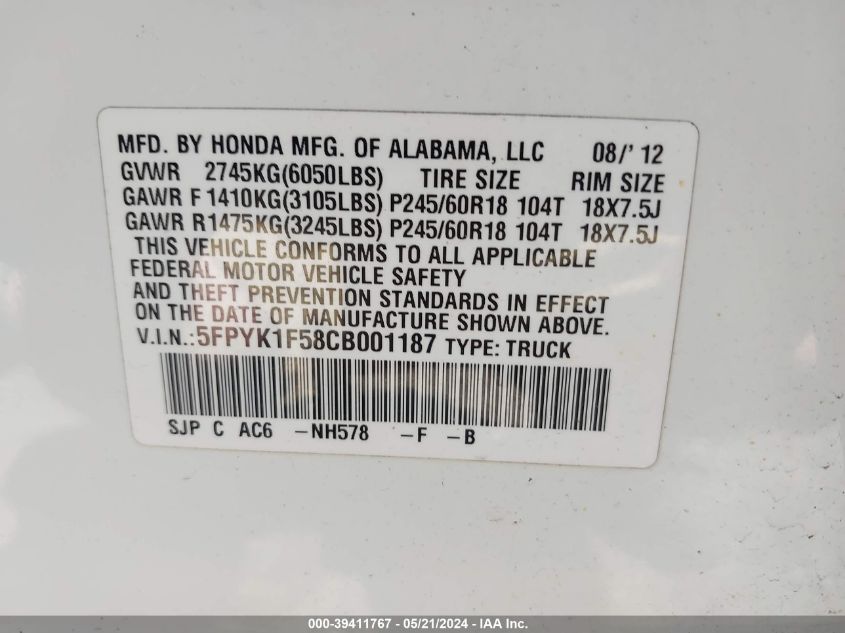 MFD. BY HONDA MFG. OF ALABAMA, LLC 08/' 12
GVWR 2745KG(6050LBS) TIRE SIZE RIM SIZE
GAWR F 1410KG(3105LBS) P245/60R18 104T 18X7.5J
GAWR R1475KG(3245LBS) P245/60R18 104T 18X7.5J
THIS VEHICLE CONFORMS TO ALL APPLICABLE
FEDERAL MOTOR VEHICLE SAFETY
AND THEFT PREVENTION STANDARDS IN EFFECT
ON THE DATE OF MANUFACTURE SHOWN ABOVE.
V.I.N.:5FPYK1F58CB001187 TYPE: TRUCK
SJP C AC6 -NH578 -F -B
000-39411767 - 05/21/2024 - IAA Inc.